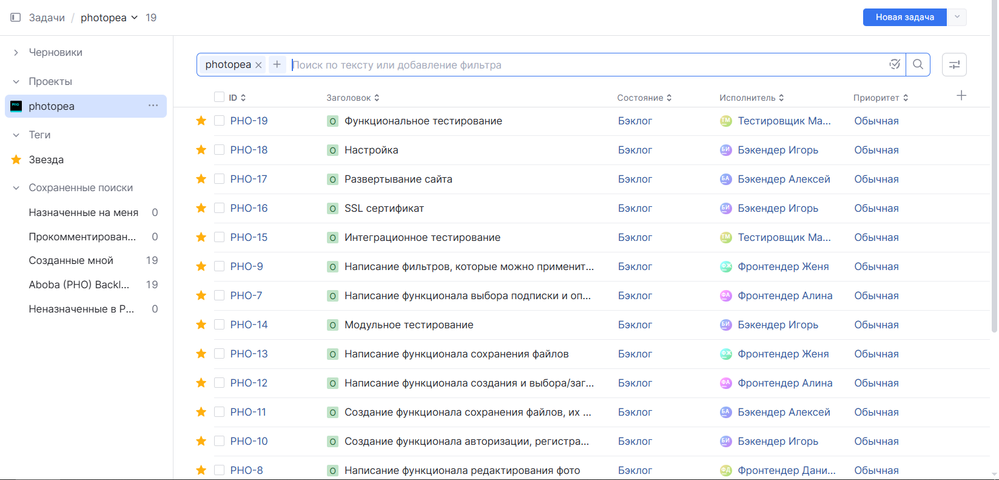 Задачи / photopea 19
Новая задача
Черновики
Проекты
photopea
Теги
Звезда
Сохраненные поиски
Назначенные на меня 0
Прокомментирован... 0
Созданные мной 19
Aboba (PHO) Backl... 19
Неназначенные в P... 0
photopea Поиск по тексту или добавление фильтра
ID Заголовок Состояние Исполнитель Приоритет
PHO-19 О Функциональное тестирование Бэклог ТМ Тестировщик Ма... Обычная
PHO-18 О Настройка Бэклог БИ Бэкендер Игорь Обычная
PHO-17 О Развертывание сайта Бэклог БА Бэкендер Алексей Обычная
PHO-16 О SSL сертификат Бэклог БИ Бэкендер Игорь Обычная
PHO-15 О Интеграционное тестирование Бэклог ТМ Тестировщик Ма... Обычная
PHO-9 О Написание фильтров, которые можно применит... Бэклог ФЖ Фронтендер Женя Обычная
PHO-7 О Написание функционала выбора подписки и оп... Бэклог ФА Фронтендер Алина Обычная
PHO-14 О Модульное тестирование Бэклог БИ Бэкендер Игорь Обычная
PHO-13 О Написание функционала сохранения файлов Бэклог ФЖ Фронтендер Женя Обычная
PHO-12 О Написание функционала создания и выбора/заг... Бэклог ФА Фронтендер Алина Обычная
PHO-11 О Создание функционала сохранения файлов, их ... Бэклог БА Бэкендер Алексей Обычная
PHO-10 О Создание функционала авторизации, регистра... Бэклог БИ Бэкендер Игорь Обычная
PHO-8 О Написание функционала редактирования фото Бэклог ФД Фронтендер Дани... Обычная